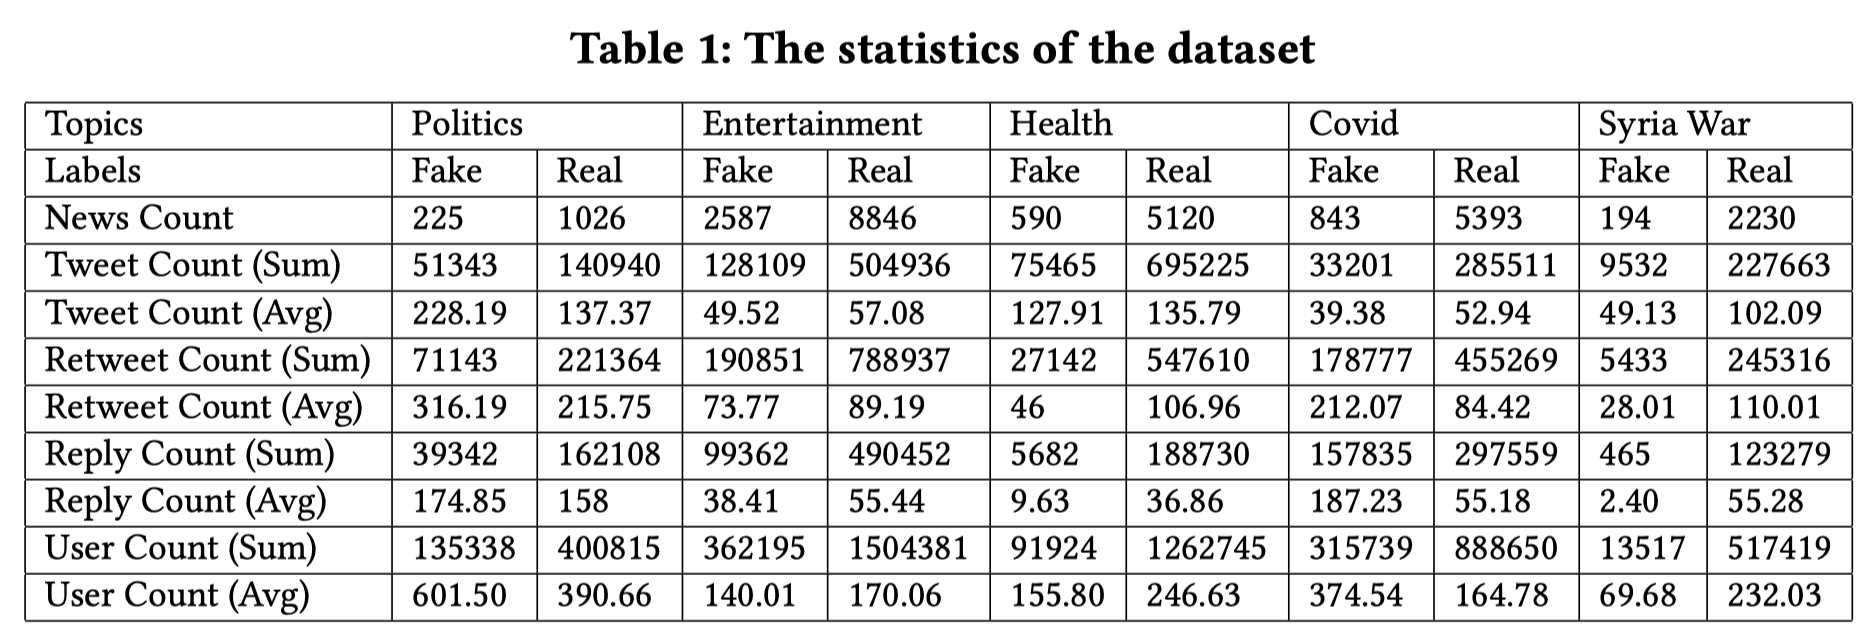 Table 1: The statistics of the dataset
Topics Politics Entertainment Health Covid Syria War
Labels Fake Real Fake Real Fake Real Fake Real Fake Real
News Count 225 1026 2587 8846 590 5120 843 5393 194 2230
Tweet Count (Sum) 51343 140940 128109 504936 75465 695225 33201 285511 9532 227663
Tweet Count (Avg) 228.19 137.37 49.52 57.08 127.91 135.79 39.38 52.94 49.13 102.09
Retweet Count (Sum) 71143 221364 190851 788937 27142 547610 178777 455269 5433 245316
Retweet Count (Avg) 316.19 215.75 73.77 89.19 46 106.96 212.07 84.42 28.01 110.01
Reply Count (Sum) 39342 162108 99362 490452 5682 188730 157835 297559 465 123279
Reply Count (Avg) 174.85 158 38.41 55.44 9.63 36.86 187.23 55.18 2.40 55.28
User Count (Sum) 135338 400815 362195 1504381 91924 1262745 315739 888650 13517 517419
User Count (Avg) 601.50 390.66 140.01 170.06 155.80 246.63 374.54 164.78 69.68 232.03